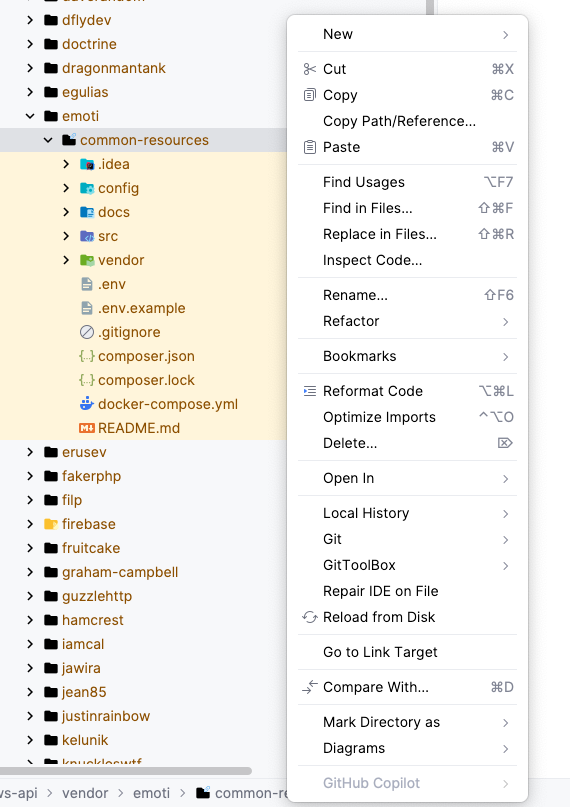 dflydev
doctrine
dragonmantank
egulias
emoti
common-resources
.idea
config
docs
src
vendor
.env
.env.example
.gitignore
composer.json
composer.lock
docker-compose.yml
README.md
erusev
fakerphp
filp
firebase
fruitcake
graham-campbell
guzzlehttp
hamcrest
iamcal
jawira
jean85
justinrainbow
kelunik
New
Cut ⌘X
Copy ⌘C
Copy Path/Reference...
Paste ⌘V
Find Usages ⌥F7
Find in Files... ⇧⌘F
Replace in Files... ⇧⌘R
Inspect Code...
Rename... ⇧F6
Refactor
Bookmarks
Reformat Code ⌥⌘L
Optimize Imports ^⌥O
Delete... ⌦
Open In
Local History
Git
GitToolBox
Repair IDE on File
Reload from Disk
Go to Link Target
Compare With... ⌘D
Mark Directory as
Diagrams
GitHub Copilot
ws-api > vendor > emoti > common-re